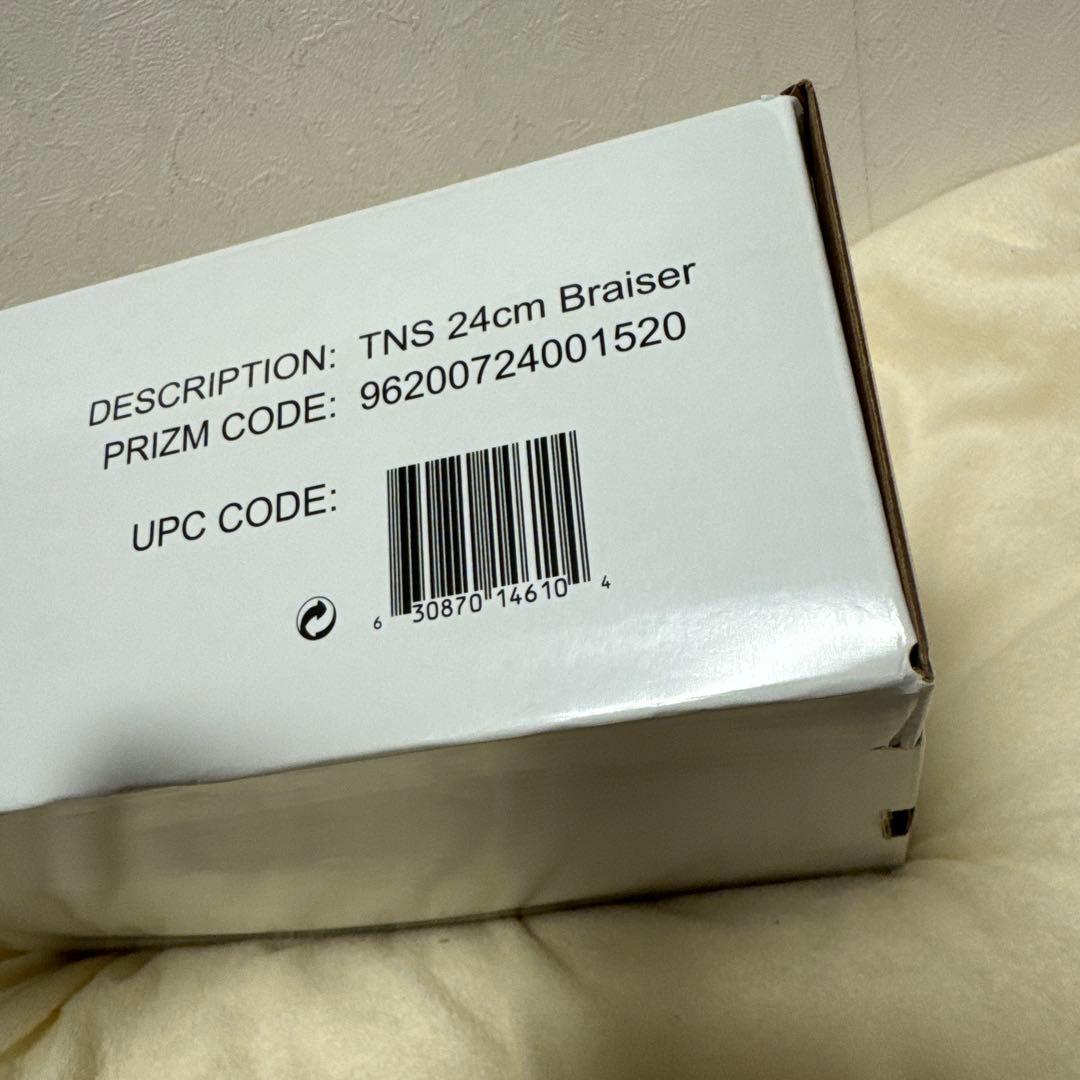 DESCRIPTION: TNS 24cm Braiser
PRIZM CODE: 96200724001520
UPC CODE:
6 30870 14610 4